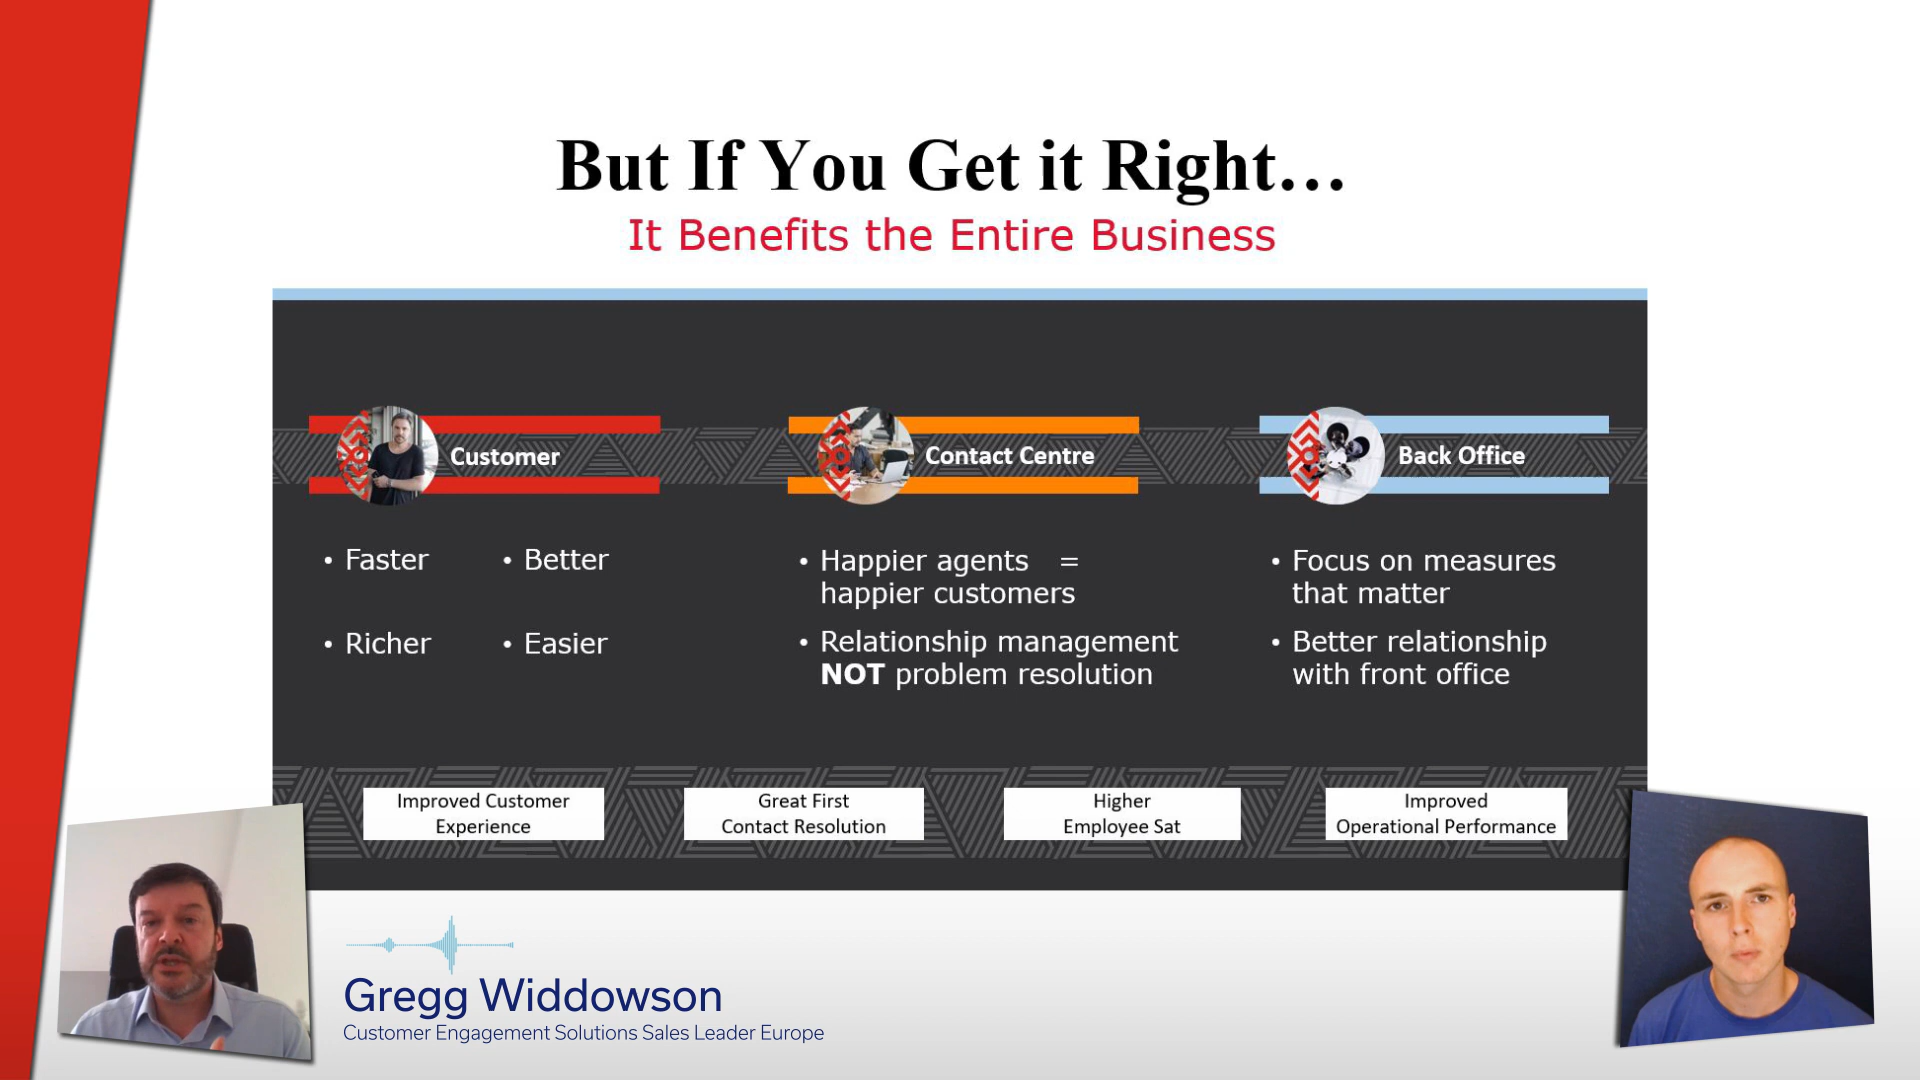 But If You Get it Right...
It Benefits the Entire Business
Customer
• Faster
• Better
• Richer
• Easier
Contact Centre
• Happier agents =
happier customers
• Relationship management
NOT problem resolution
Back Office
• Focus on measures
that matter
• Better relationship
with front office
Improved Customer
Experience
Great First
Contact Resolution
Higher
Employee Sat
Improved
Operational Performance
Gregg Widdowson
Customer Engagement Solutions Sales Leader Europe